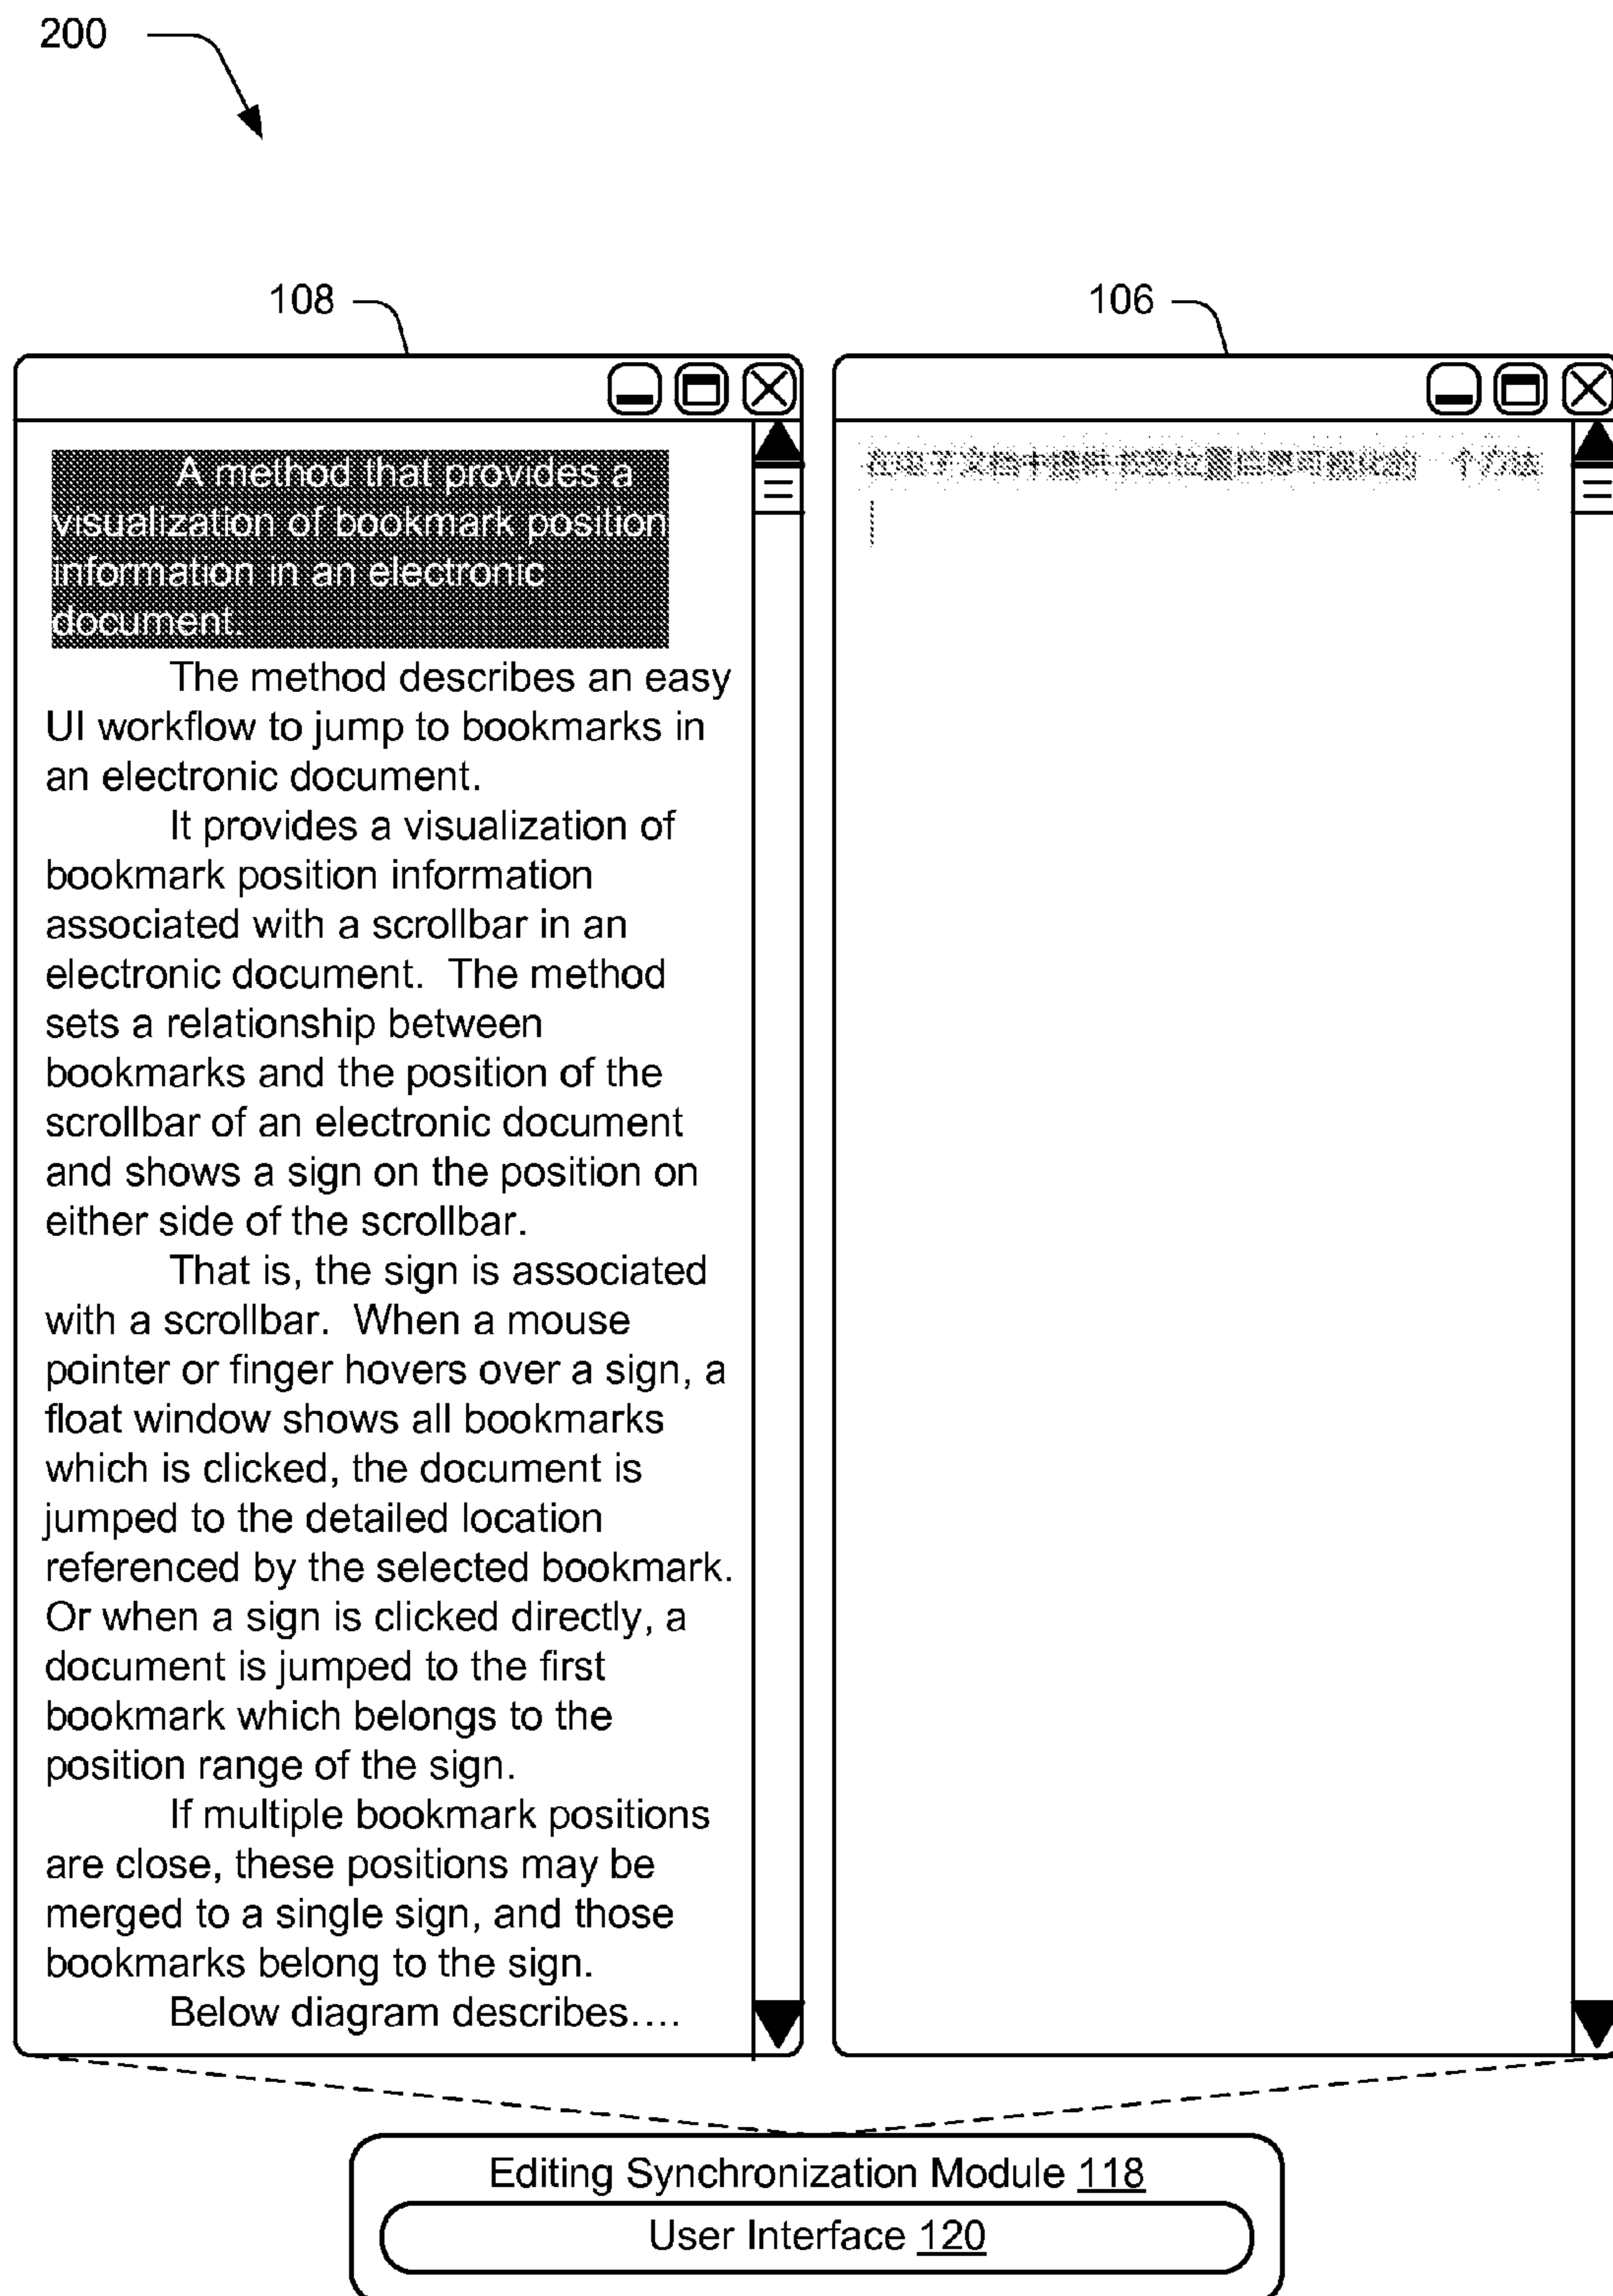 200
108
106
A method that provides a
visualization of bookmark position
information in an electronic
document.
The method describes an easy
UI workflow to jump to bookmarks in
an electronic document.
It provides a visualization of
bookmark position information
associated with a scrollbar in an
electronic document. The method
sets a relationship between
bookmarks and the position of the
scrollbar of an electronic document
and shows a sign on the position on
either side of the scrollbar.
That is, the sign is associated
with a scrollbar. When a mouse
pointer or finger hovers over a sign, a
float window shows all bookmarks
which is clicked, the document is
jumped to the detailed location
referenced by the selected bookmark.
Or when a sign is clicked directly, a
document is jumped to the first
bookmark which belongs to the
position range of the sign.
If multiple bookmark positions
are close, these positions may be
merged to a single sign, and those
bookmarks belong to the sign.
Below diagram describes....
Editing Synchronization Module 118
User Interface 120